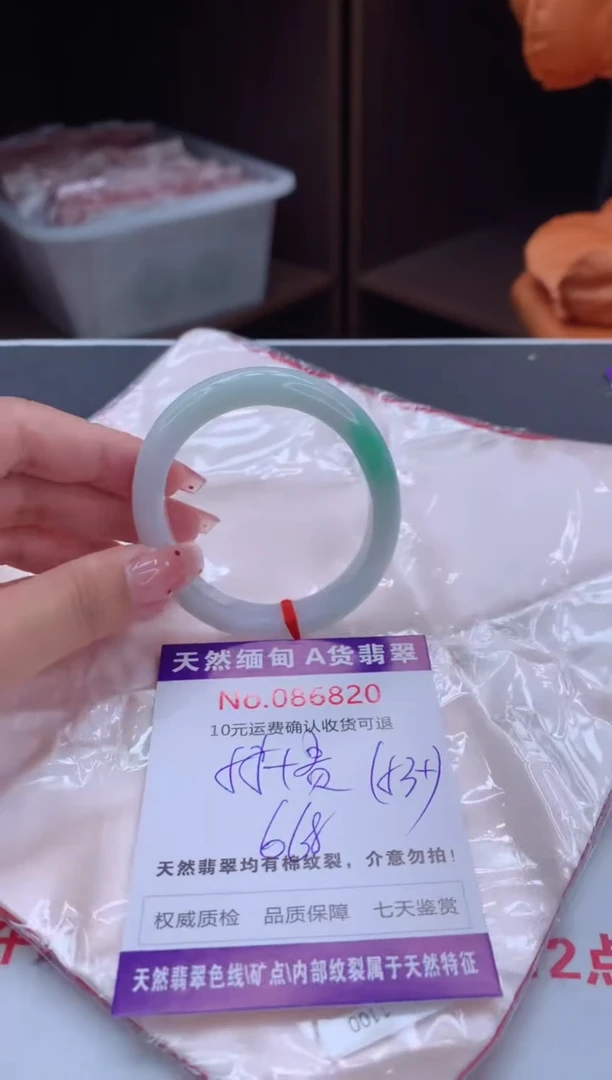 天然缅甸 A货翡翠
No.086820
10元运费确认收货可退
668
天然翡翠均有棉纹裂，介意勿拍！
权威质检 品质保障 七天鉴赏
天然翡翠色线\矿点\内部纹裂属于天然特征
2点
1100